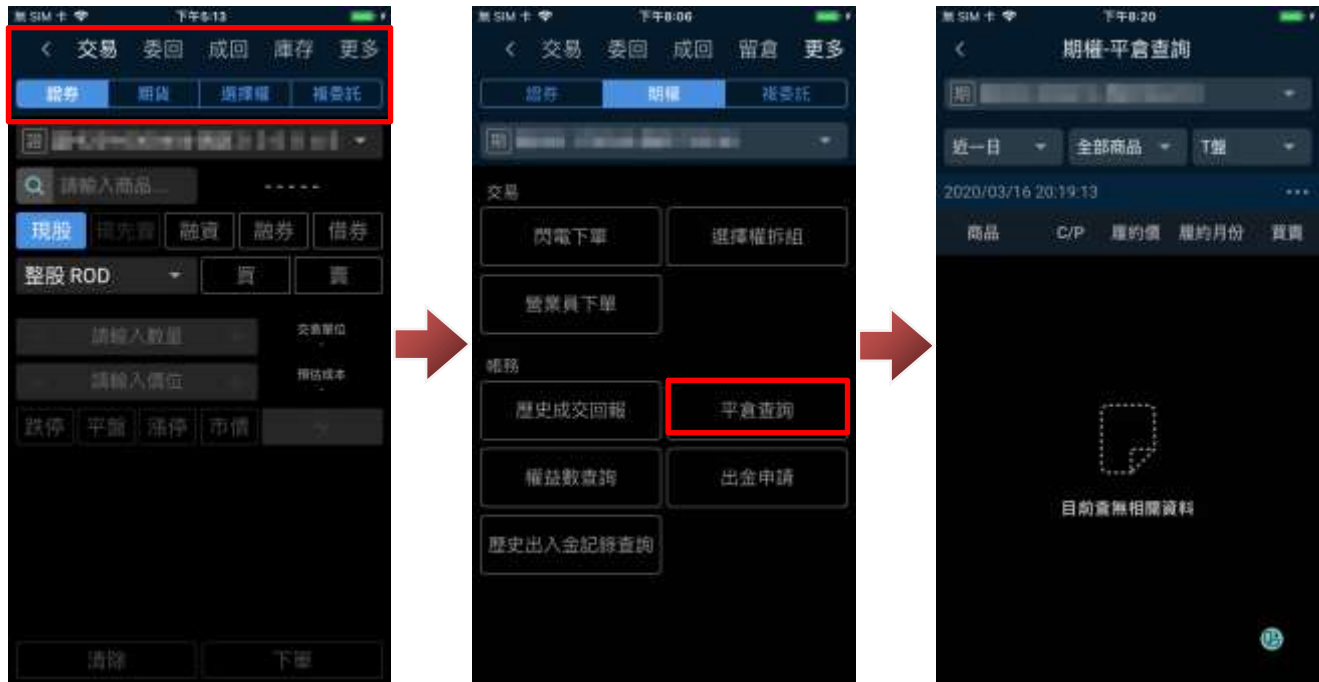 無 SIM 卡 下午8:13
交易 委回 成回 庫存 更多
證券 期貨 選擇權 複委託
證
請輸入商品... -----
現股 現先賣 融資 融券 借券
整股 ROD 買 賣
請輸入數量 交易單位
-
請輸入價位 預估成本
-
跌停 平盤 漲停 市價
清除 下單
無 SIM 卡 下午8:06
交易 委回 成回 留倉 更多
證券 期權 複委託
期
交易
閃電下單 選擇權拆組
營業員下單
帳務
歷史成交回報 平倉查詢
權益數查詢 出金申請
歷史出入金記錄查詢
無 SIM 卡 下午8:20
期權-平倉查詢
期
近一日 全部商品 T盤
2020/03/16 20:19:13
商品 C/P 履約價 履約月份 買賣
目前查無相關資料